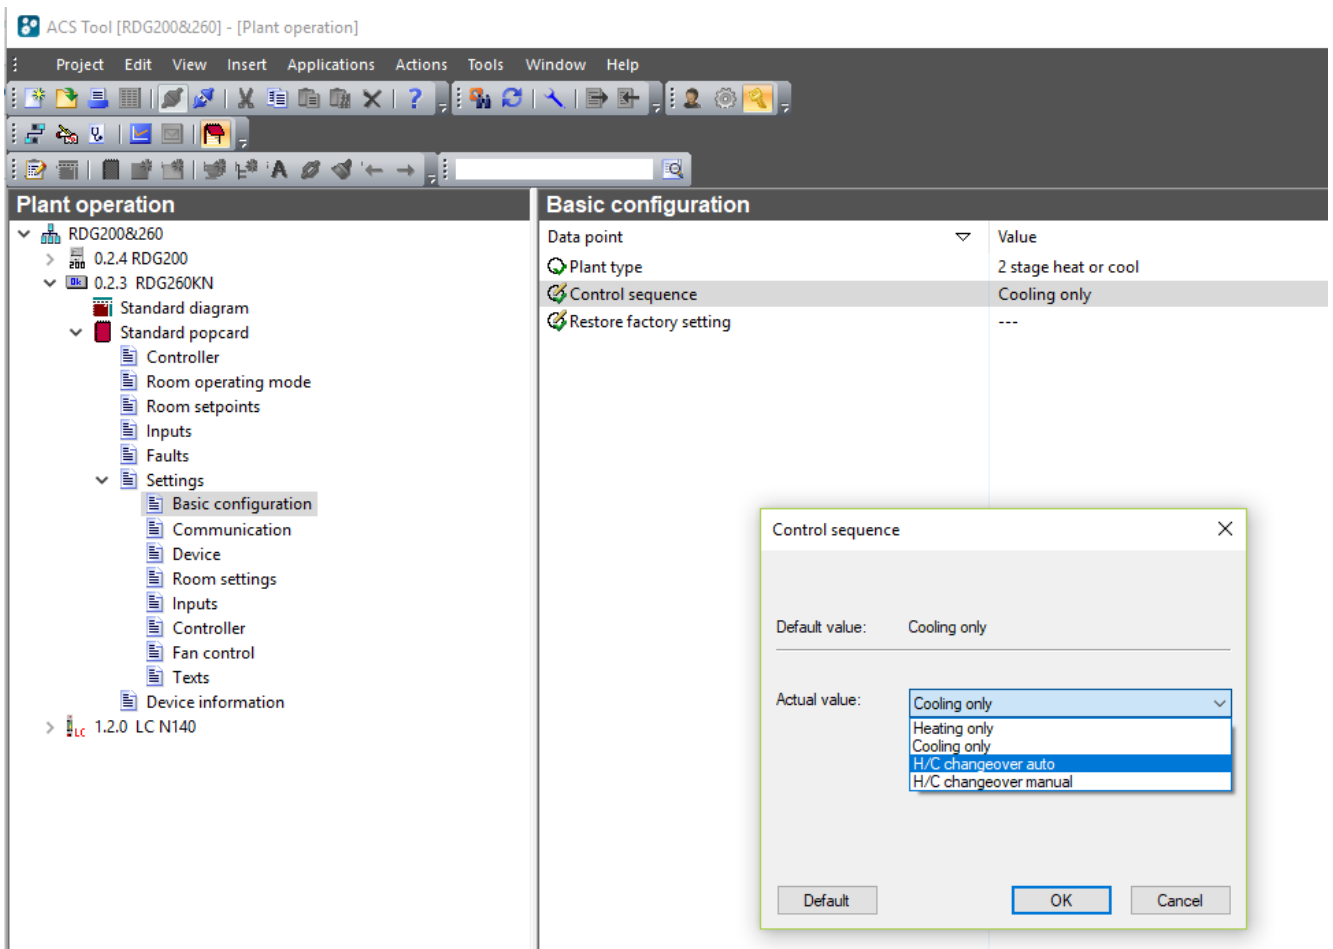 ACS Tool [RDG200&260] - [Plant operation]
Project Edit View Insert Applications Actions Tools Window Help
Plant operation
RDG200&260
0.2.4 RDG200
0.2.3 RDG260KN
Standard diagram
Standard popcard
Controller
Room operating mode
Room setpoints
Inputs
Faults
Settings
Basic configuration
Communication
Device
Room settings
Inputs
Controller
Fan control
Texts
Device information
LC 1.2.0 LC N140
Basic configuration
Data point Value
Plant type 2 stage heat or cool
Control sequence Cooling only
Restore factory setting ---
Control sequence
Default value: Cooling only
Actual value: Cooling only
Heating only
Cooling only
H/C changeover auto
H/C changeover manual
Default OK Cancel